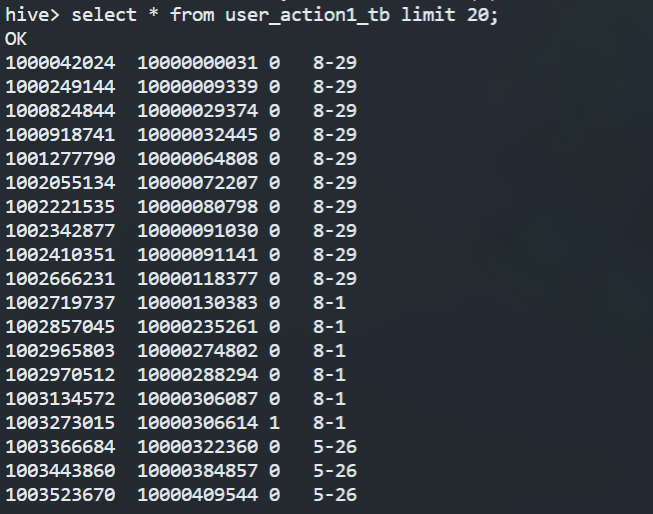 hive> select * from user_action1_tb limit 20;
OK
1000042024 10000000031 0 8-29
1000249144 10000009339 0 8-29
1000824844 10000029374 0 8-29
1000918741 10000032445 0 8-29
1001277790 10000064808 0 8-29
1002055134 10000072207 0 8-29
1002221535 10000080798 0 8-29
1002342877 10000091030 0 8-29
1002410351 10000091141 0 8-29
1002666231 10000118377 0 8-29
1002719737 10000130383 0 8-1
1002857045 10000235261 0 8-1
1002965803 10000274802 0 8-1
1002970512 10000288294 0 8-1
1003134572 10000306087 0 8-1
1003273015 10000306614 1 8-1
1003366684 10000322360 0 5-26
1003443860 10000384857 0 5-26
1003523670 10000409544 0 5-26